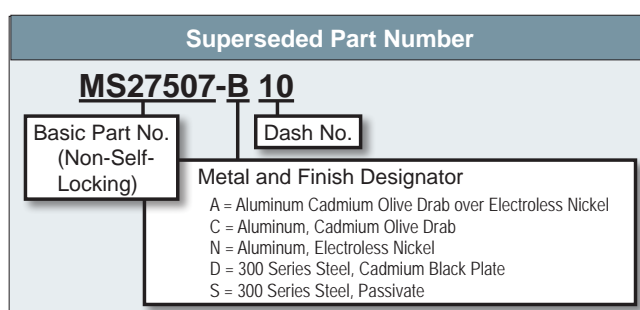 Superseded Part Number
MS27507-B 10
Basic Part No.
(Non-Self-
Locking)
Dash No.
Metal and Finish Designator
A = Aluminum Cadmium Olive Drab over Electroless Nickel
C = Aluminum, Cadmium Olive Drab
N = Aluminum, Electroless Nickel
D = 300 Series Steel, Cadmium Black Plate
S = 300 Series Steel, Passivate